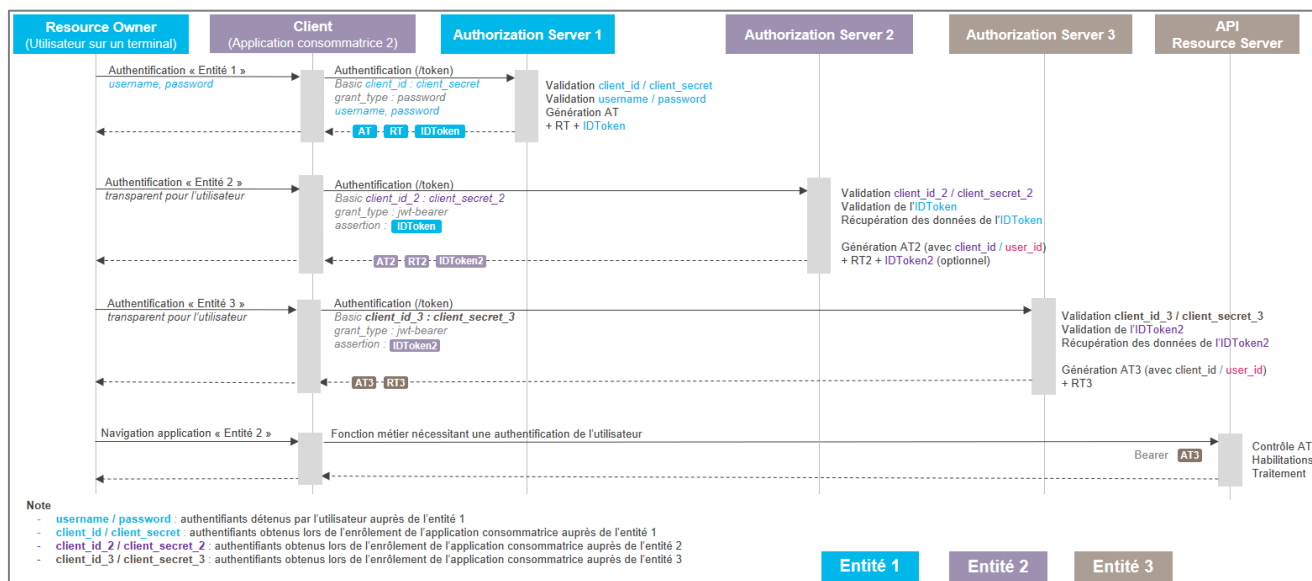 Resource Owner
(Utilisateur sur un terminal)
Client
(Application consommatrice 2)
Authorization Server 1
Authorization Server 2
Authorization Server 3
API
Resource Server
Authentification « Entité 1 »
username, password
Authentification (/token)
Basic client_id : client_secret
grant_type : password
username, password
Validation client_id / client_secret
Validation username / password
Génération AT
+ RT + IDToken
AT RT IDToken
Authentification « Entité 2 »
transparent pour l'utilisateur
Authentification (/token)
Basic client_id_2 : client_secret_2
grant_type : jwt-bearer
assertion : IDToken
Validation client_id_2 / client_secret_2
Validation de l'IDToken
Récupération des données de l'IDToken
Génération AT2 (avec client_id / user_id)
+ RT2 + IDToken2 (optionnel)
AT2 RT2 IDToken2
Authentification « Entité 3 »
transparent pour l'utilisateur
Authentification (/token)
Basic client_id_3 : client_secret_3
grant_type : jwt-bearer
assertion : IDToken2
Validation client_id_3 / client_secret_3
Validation de l'IDToken2
Récupération des données de l'IDToken2
Génération AT3 (avec client_id / user_id)
+ RT3
AT3 RT3
Navigation application « Entité 2 »
Fonction métier nécessitant une authentification de l'utilisateur
Bearer AT3
Contrôle AT
Habilitations
Traitement
Note
- username / password : authentifiants détenus par l'utilisateur auprès de l'entité 1
- client_id / client_secret : authentifiants obtenus lors de l'enrôlement de l'application consommatrice auprès de l'entité 1
- client_id_2 / client_secret_2 : authentifiants obtenus lors de l'enrôlement de l'application consommatrice auprès de l'entité 2
- client_id_3 / client_secret_3 : authentifiants obtenus lors de l'enrôlement de l'application consommatrice auprès de l'entité 3
Entité 1
Entité 2
Entité 3